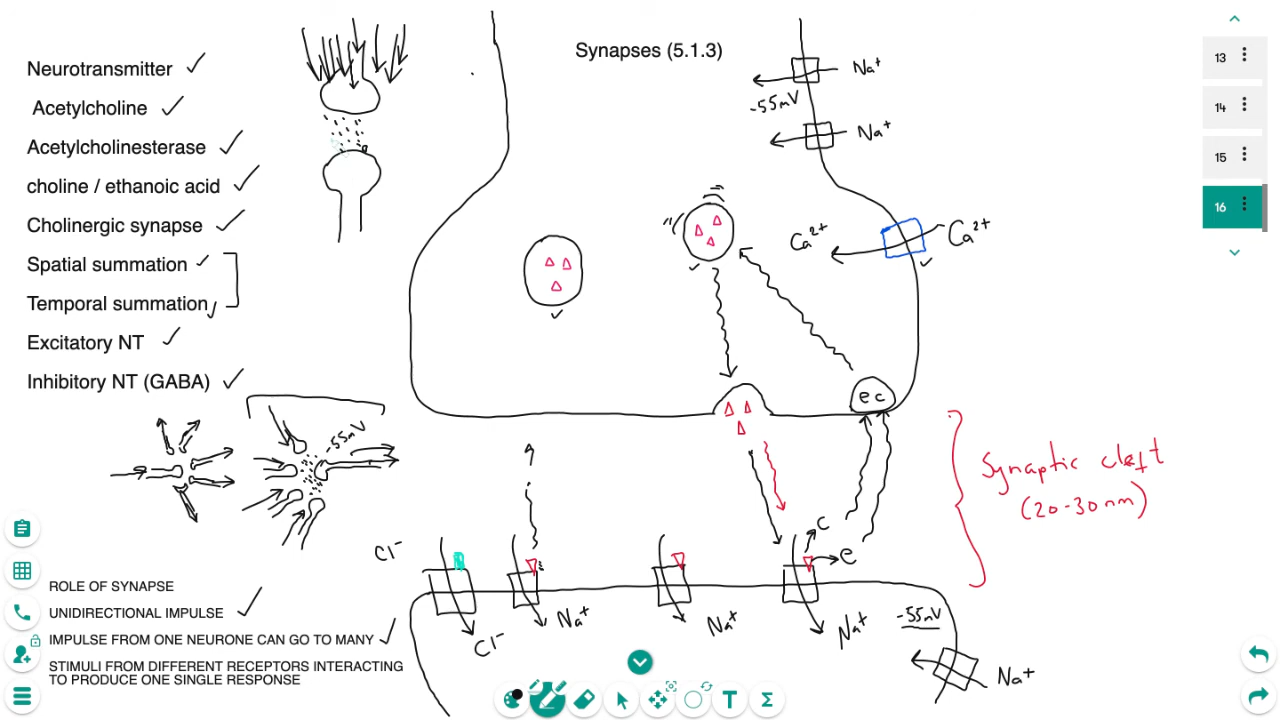 Synapses (5.1.3)
Neurotransmitter
Acetylcholine
Acetylcholinesterase
choline / ethanoic acid
Cholinergic synapse
Spatial summation
Temporal summation
Excitatory NT
Inhibitory NT (GABA)
Na⁺
-55mV
Na⁺
Ca²⁺
Ca²⁺
ec
-55mV
Synaptic cleft
(20-30nm)
c
e
Cl⁻
Cl⁻
Na⁺
Na⁺
Na⁺
-55mV
Na⁺
ROLE OF SYNAPSE
UNIDIRECTIONAL IMPULSE
IMPULSE FROM ONE NEURONE CAN GO TO MANY
STIMULI FROM DIFFERENT RECEPTORS INTERACTING
TO PRODUCE ONE SINGLE RESPONSE
13
14
15
16
T
Σ